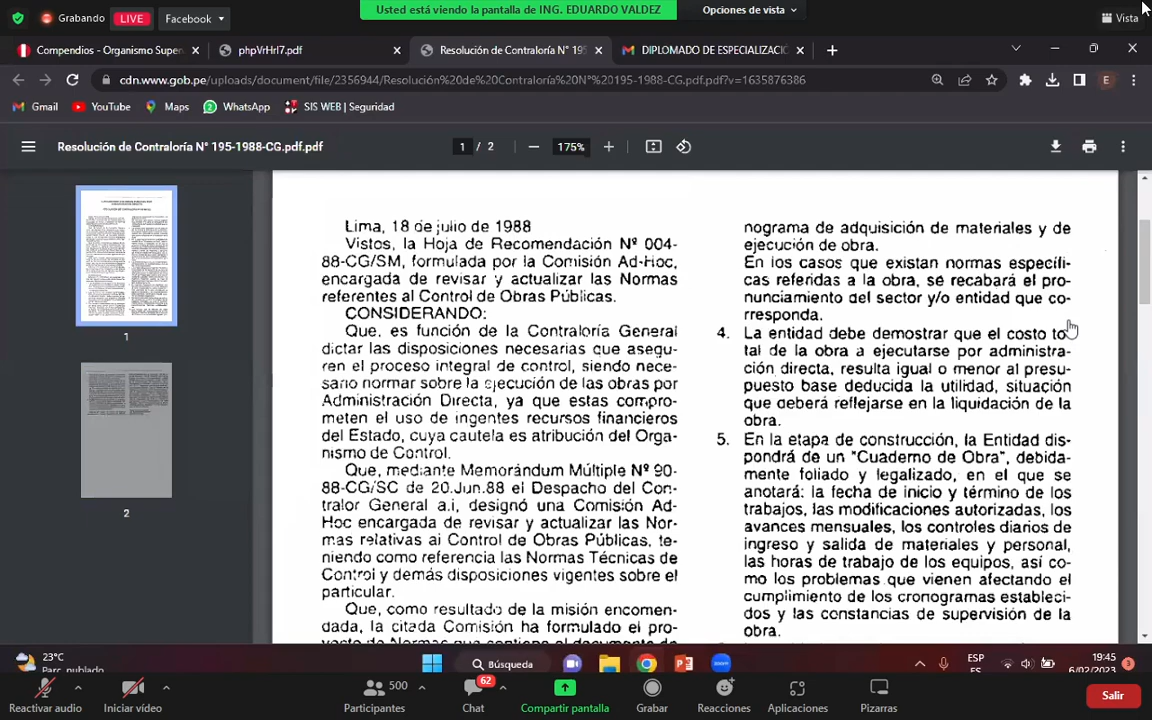 Grabando
LIVE
Facebook
Usted está viendo la pantalla de ING. EDUARDO VALDEZ
Opciones de vista
Vista
Compendios - Organismo Super
phpVrHrI7.pdf
Resolución de Contraloría N° 195
DIPLOMADO DE ESPECIALIZACIÓ
cdn.www.gob.pe/uploads/document/file/2356944/Resolución%20de%20Contraloría%20N°%20195-1988-CG.pdf.pdf?v=1635876386
E
Gmail
YouTube
Maps
WhatsApp
SIS WEB | Seguridad
Resolución de Contraloría N° 195-1988-CG.pdf.pdf
1 / 2
175%
1
2
Lima, 18 de julio de 1988
Vistos, la Hoja de Recomendación Nº 004-
88-CG/SM, formulada por la Comisión Ad-Hoc,
encargada de revisar y actualizar las Normas
referentes al Control de Obras Públicas.
CONSIDERANDO:
Que, es función de la Contraloría General
dictar las disposiciones necesarias que asegu-
ren el proceso integral de control, siendo nece-
sario normar sobre la ejecución de las obras por
Administración Directa, ya que estas compro-
meten el uso de ingentes recursos financieros
del Estado, cuya cautela es atribución del Orga-
nismo de Control.
Que, mediante Memorándum Múltiple Nº 90-
88-CG/SC de 20.Jun.88 el Despacho del Con-
tralor General a.i, designó una Comisión Ad-
Hoc encargada de revisar y actualizar las Nor-
mas relativas al Control de Obras Públicas, te-
niendo como referencia las Normas Técnicas de
Control y demás disposiciones vigentes sobre el
particular.
Que, como resultado de la misión encomen-
dada, la citada Comisión ha formulado el pro-
yecto de Normas que contiene el documento de
nograma de adquisición de materiales y de
ejecución de obra.
En los casos que existan normas específi-
cas referidas a la obra, se recabará el pro-
nunciamiento del sector y/o entidad que co-
rresponda.
4. La entidad debe demostrar que el costo to
tal de la obra a ejecutarse por administra-
ción directa, resulta igual o menor al presu-
puesto base deducida la utilidad, situación
que deberá reflejarse en la liquidación de la
obra.
5. En la etapa de construcción, la Entidad dis-
pondrá de un "Cuaderno de Obra", debida-
mente foliado y legalizado, en el que se
anotará: la fecha de inicio y término de los
trabajos, las modificaciones autorizadas, los
avances mensuales, los controles diarios de
ingreso y salida de materiales y personal,
las horas de trabajo de los equipos, así co-
mo los problemas que vienen afectando el
cumplimiento de los cronogramas estableci-
dos y las constancias de supervisión de la
obra.
23°C
Parc. nublado
Búsqueda
ESP
ES
19:45
6/02/2023
3
Reactivar audio
Iniciar vídeo
500
Participantes
62
Chat
Compartir pantalla
Grabar
Reacciones
Aplicaciones
Pizarras
Salir